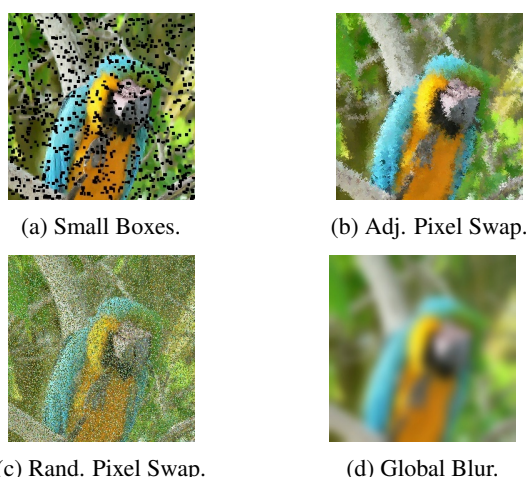 (a) Small Boxes.
(b) Adj. Pixel Swap.
(c) Rand. Pixel Swap.
(d) Global Blur.